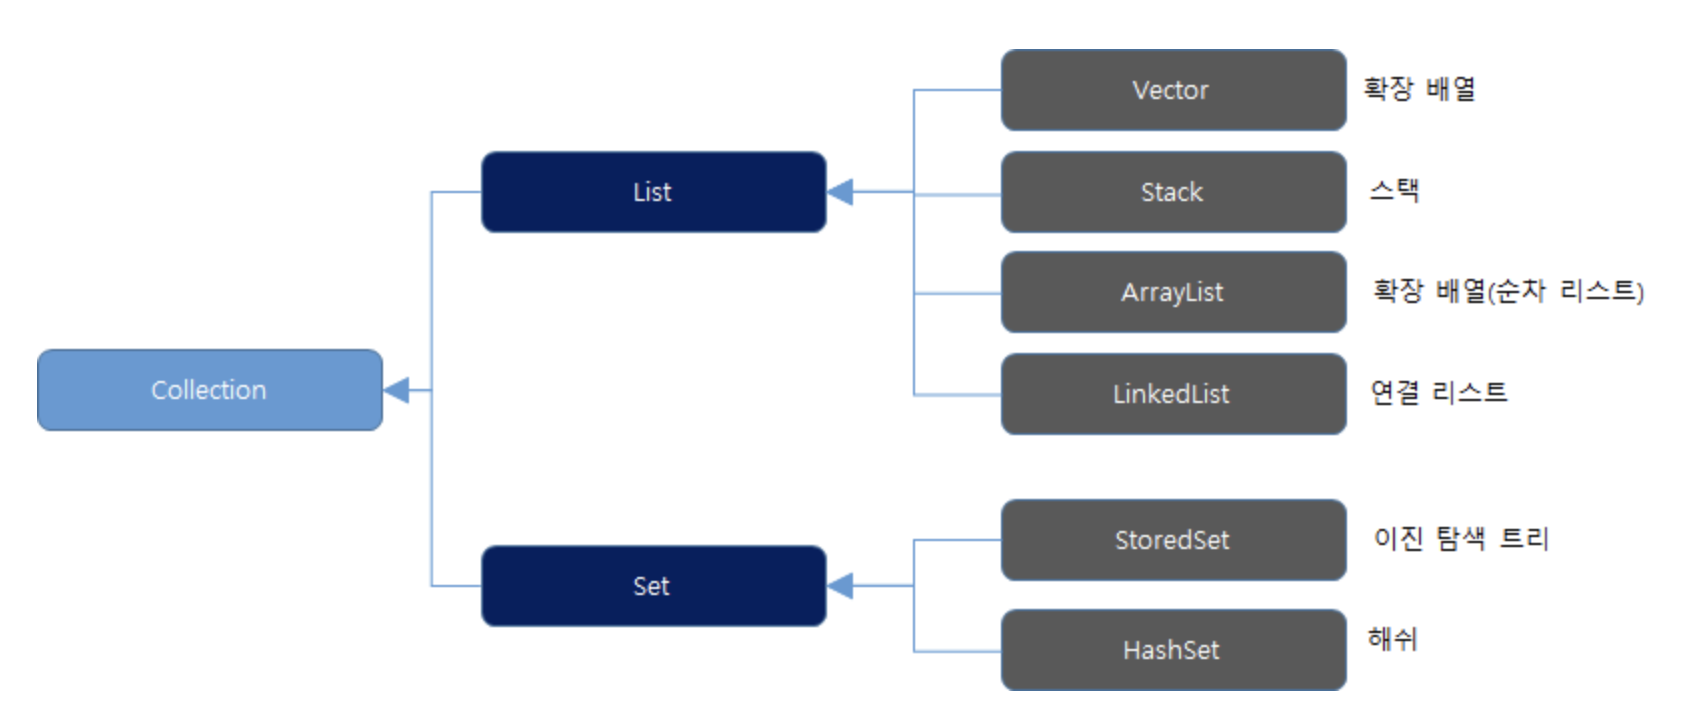 Vector 확장 배열
List
Stack 스택
ArrayList 확장 배열(순차 리스트)
Collection
LinkedList 연결 리스트
StoredSet 이진 탐색 트리
Set
HashSet 해쉬